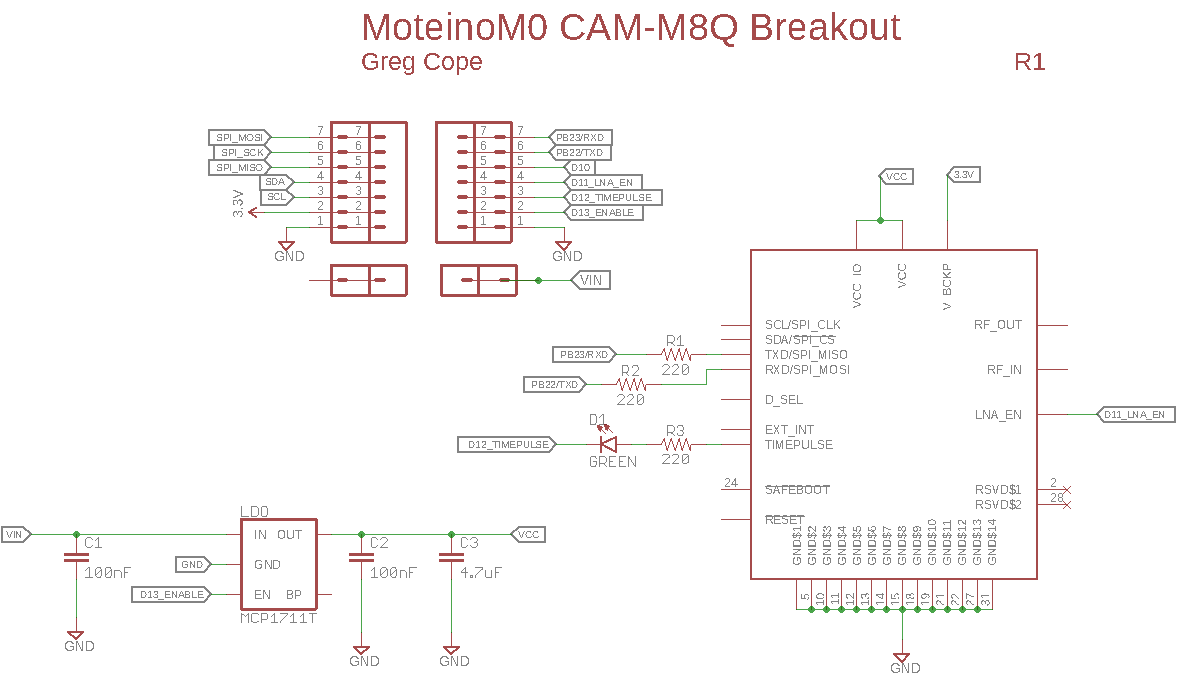 MoteinoM0 CAM-M8Q Breakout
Greg Cope
R1
SPI_MOSI 7 7 7 7 PB23/RXD
SPI_SCK 6 6 6 6 PB22/TXD
SPI_MISO 5 5 5 5 D10
SDA 4 4 4 4 D11_LNA_EN
SCL 3 3 3 3 D12_TIMEPULSE
3.3V 2 2 2 2 D13_ENABLE
1 1 1 1
GND GND
VIN
VCC 3.3V
VCC_IO VCC V_BCKP
SCL/SPI_CLK RF_OUT
SDA/SPI_CS
PB23/RXD R1 220 TXD/SPI_MISO
PB22/TXD R2 220 RXD/SPI_MOSI RF_IN
D_SEL LNA_EN D11_LNA_EN
EXT_INT
D12_TIMEPULSE D1 GREEN R3 220 TIMEPULSE
24 SAFEBOOT RSVD$1 2
RSVD$2 28
RESET
GND$1 GND$2 GND$3 GND$4 GND$5 GND$6 GND$7 GND$8 GND$9 GND$10 GND$11 GND$12 GND$13 GND$14
5 10 11 12 13 14 15 18 19 21 22 27 31
GND
LDO
VIN C1 100nF IN OUT C2 100nF C3 4.7uF VCC
GND GND
D13_ENABLE EN BP
MCP1711T
GND GND GND